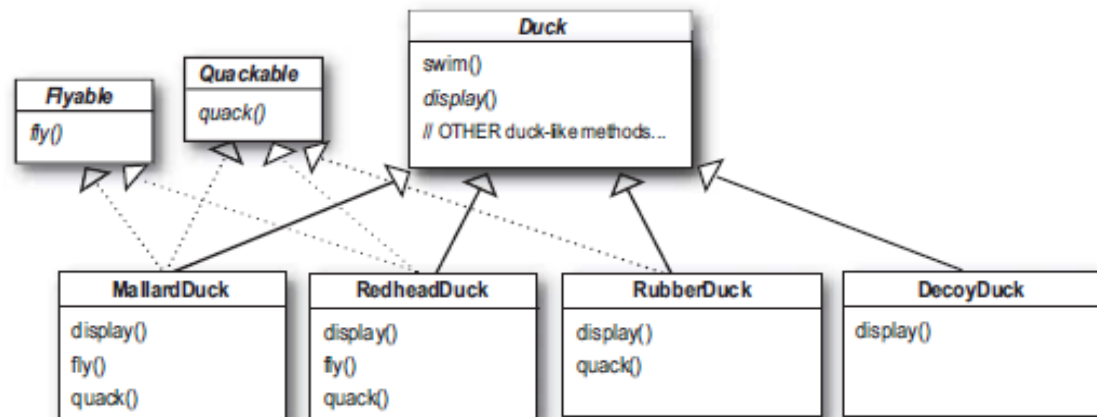 Duck
swim()
display()
// OTHER duck-like methods...
Quackable
quack()
Flyable
fly()
MallardDuck
display()
fly()
quack()
RedheadDuck
display()
fly()
quack()
RubberDuck
display()
quack()
DecoyDuck
display()